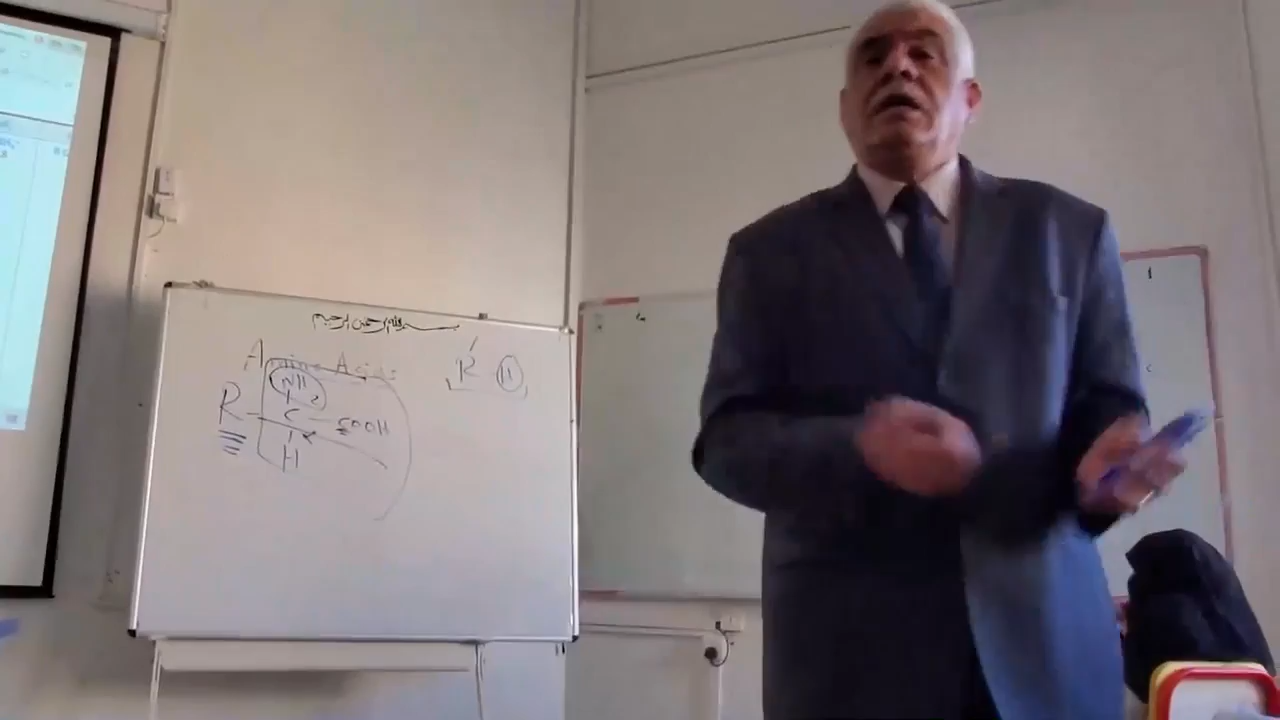 بسم الله الرحمن الرحيم
Amino Acids
R' H
NH2
R - C - COOH
H